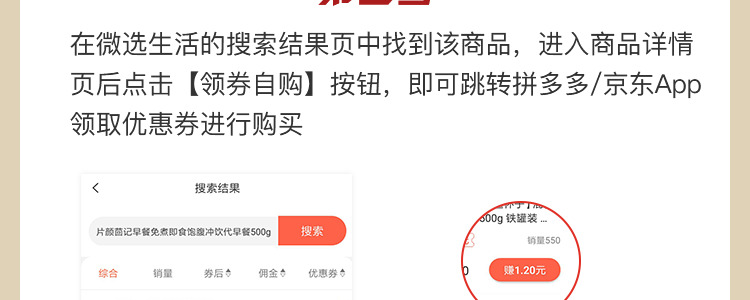 在微选生活的搜索结果页中找到该商品，进入商品详情
页后点击【领券自购】按钮，即可跳转拼多多/京东App
领取优惠券进行购买
搜索结果
片颜茴记早餐免煮即食饱腹冲饮代早餐500g
搜索
综合 销量 券后 佣金 优惠券
500g 铁罐装 ...
销量550
赚1.20元